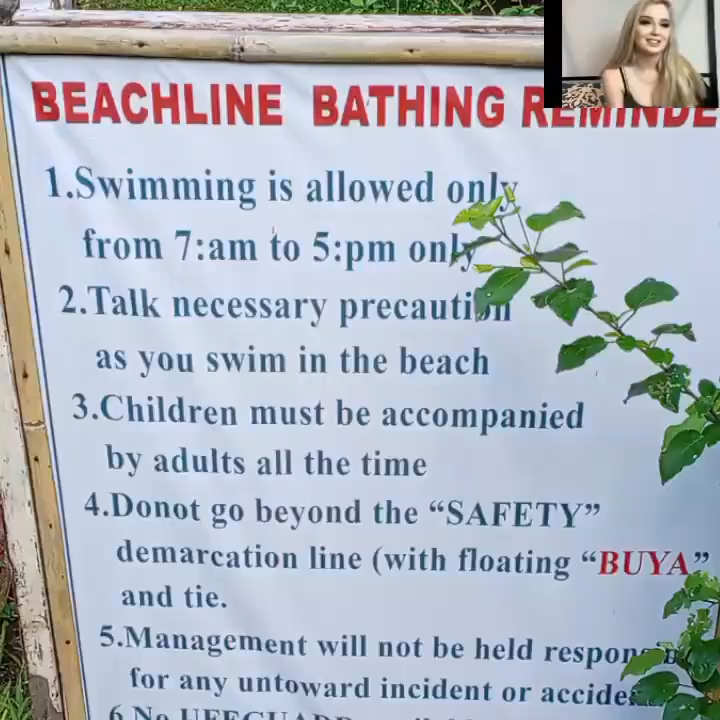 BEACHLINE BATHING REMINDE
1.Swimming is allowed only
from 7:am to 5:pm only
2.Talk necessary precaution
as you swim in the beach
3.Children must be accompanied
by adults all the time
4.Donot go beyond the “SAFETY”
demarcation line (with floating “BUYA”
and tie.
5.Management will not be held
for any untoward incident or
6.No LIFEGUARD